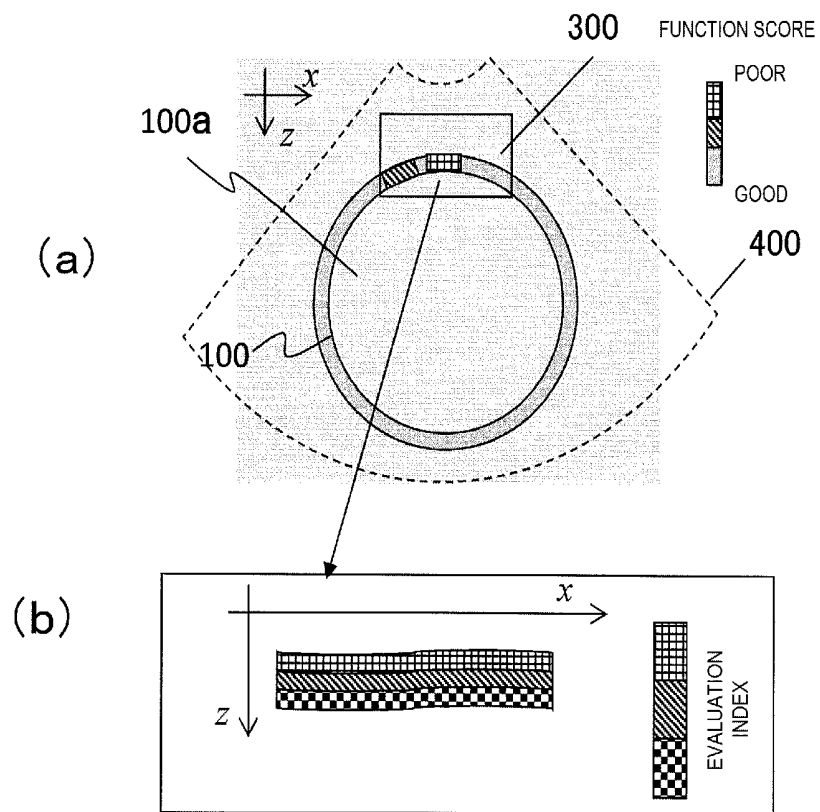 300
FUNCTION SCORE
POOR
x
100a
z
GOOD
(a)
400
100
(b)
x
z
EVALUATION
INDEX